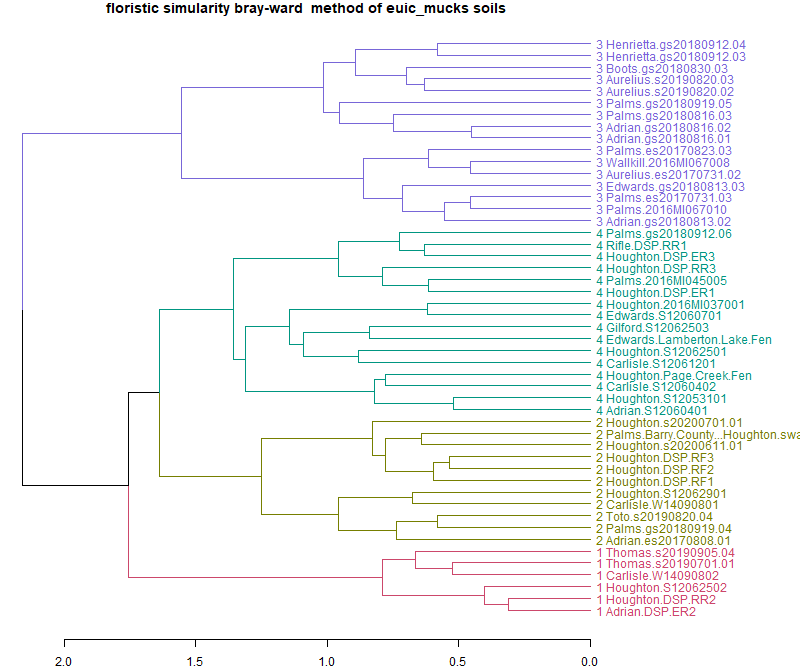 floristic simularity bray-ward method of euic_mucks soils
3 Henrietta.gs20180912.04
3 Henrietta.gs20180912.03
3 Boots.gs20180830.03
3 Aurelius.s20190820.03
3 Aurelius.s20190820.02
3 Palms.gs20180919.05
3 Palms.gs20180816.03
3 Adrian.gs20180816.02
3 Adrian.gs20180816.01
3 Palms.es20170823.03
3 Wallkill.2016MI067008
3 Aurelius.es20170731.02
3 Edwards.gs20180813.03
3 Palms.es20170731.03
3 Palms.2016MI067010
3 Adrian.gs20180813.02
4 Palms.gs20180912.06
4 Rifle.DSP.RR1
4 Houghton.DSP.ER3
4 Houghton.DSP.RR3
4 Palms.2016MI045005
4 Houghton.DSP.ER1
4 Houghton.2016MI037001
4 Edwards.S12060701
4 Gilford.S12062503
4 Edwards.Lamberton.Lake.Fen
4 Houghton.S12062501
4 Carlisle.S12061201
4 Houghton.Page.Creek.Fen
4 Carlisle.S12060402
4 Houghton.S12053101
4 Adrian.S12060401
2 Houghton.s20200701.01
2 Palms.Barry.County...Houghton.swa
2 Houghton.s20200611.01
2 Houghton.DSP.RF3
2 Houghton.DSP.RF2
2 Houghton.DSP.RF1
2 Houghton.S12062901
2 Carlisle.W14090801
2 Toto.s20190820.04
2 Palms.gs20180919.04
2 Adrian.es20170808.01
1 Thomas.s20190905.04
1 Thomas.s20190701.01
1 Carlisle.W14090802
1 Houghton.S12062502
1 Houghton.DSP.RR2
1 Adrian.DSP.ER2
2.0 1.5 1.0 0.5 0.0